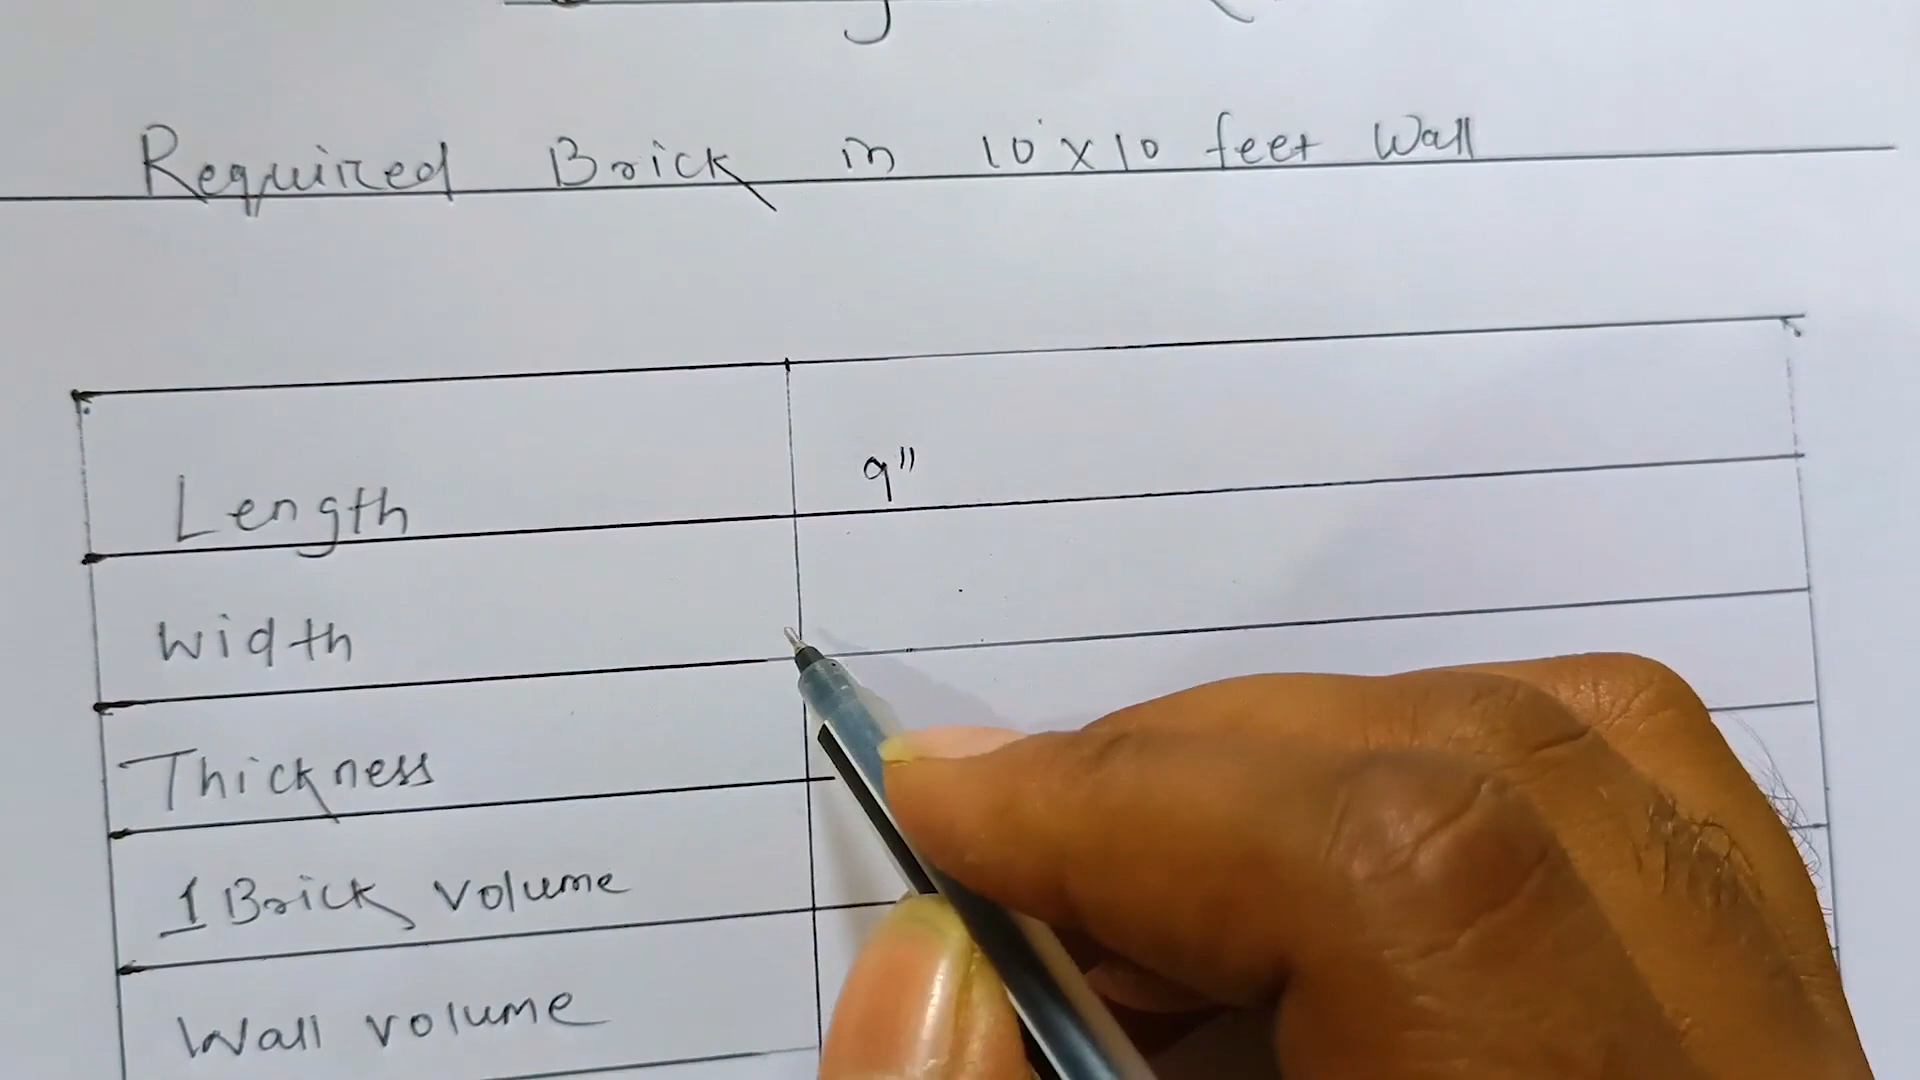 Required Brick in 10'x10 feet Wall
Length 9"
Width
Thickness
1 Brick volume
Wall volume